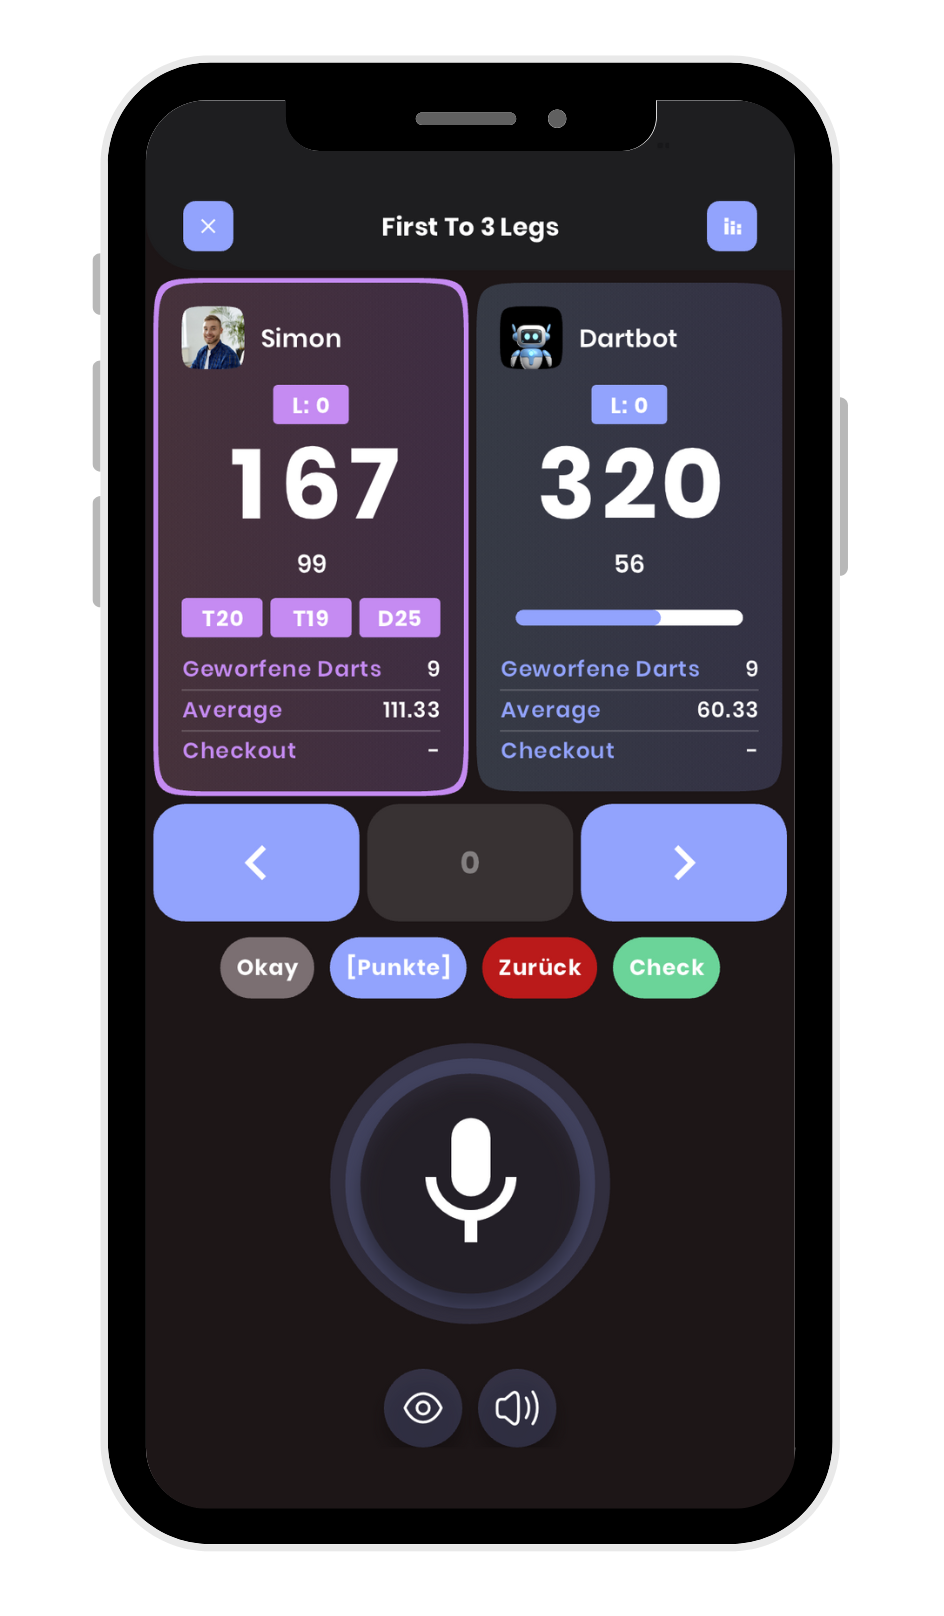 First To 3 Legs
Simon
L: 0
167
99
T20 T19 D25
Geworfene Darts 9
Average 111.33
Checkout -
Dartbot
L: 0
320
56
Geworfene Darts 9
Average 60.33
Checkout -
0
Okay [Punkte] Zurück Check